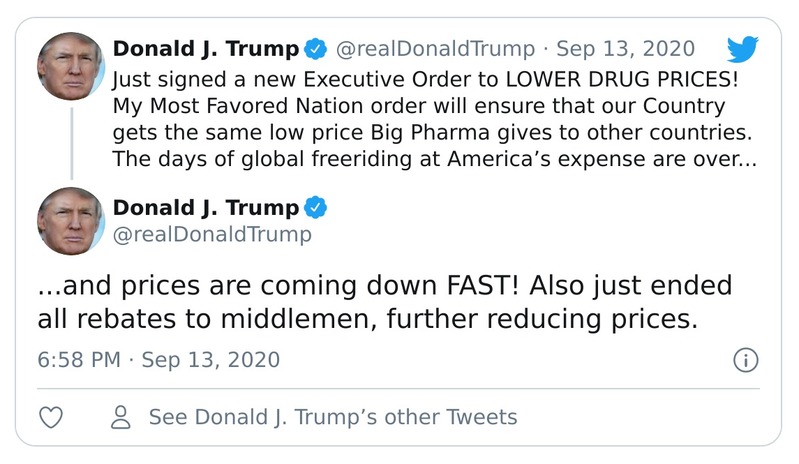 Donald J. Trump @realDonaldTrump · Sep 13, 2020
Just signed a new Executive Order to LOWER DRUG PRICES!
My Most Favored Nation order will ensure that our Country
gets the same low price Big Pharma gives to other countries.
The days of global freeriding at America’s expense are over...
Donald J. Trump
@realDonaldTrump
...and prices are coming down FAST! Also just ended
all rebates to middlemen, further reducing prices.
6:58 PM · Sep 13, 2020
See Donald J. Trump’s other Tweets